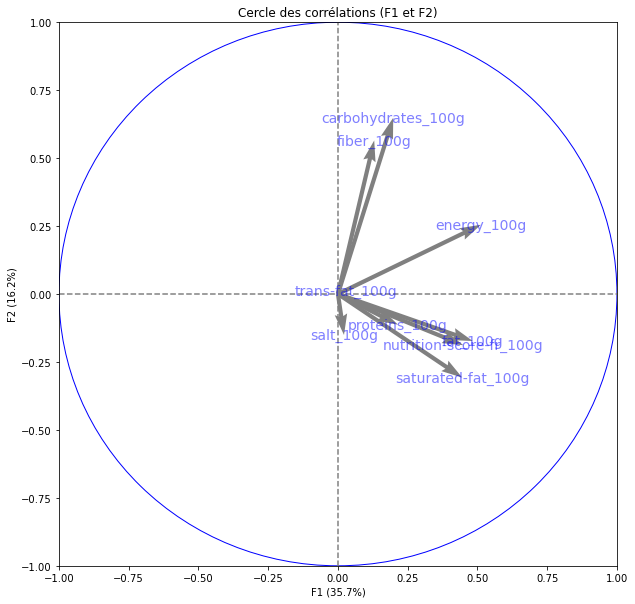 Cercle des corrélations (F1 et F2)
1.00
0.75
0.50
0.25
0.00
−0.25
−0.50
−0.75
−1.00
F2 (16.2%)
carbohydrates_100g
fiber_100g
energy_100g
trans-fat_100g
proteins_100g
salt_100g
fat_100g
nutrition-score-fr_100g
saturated-fat_100g
−1.00 −0.75 −0.50 −0.25 0.00 0.25 0.50 0.75 1.00
F1 (35.7%)